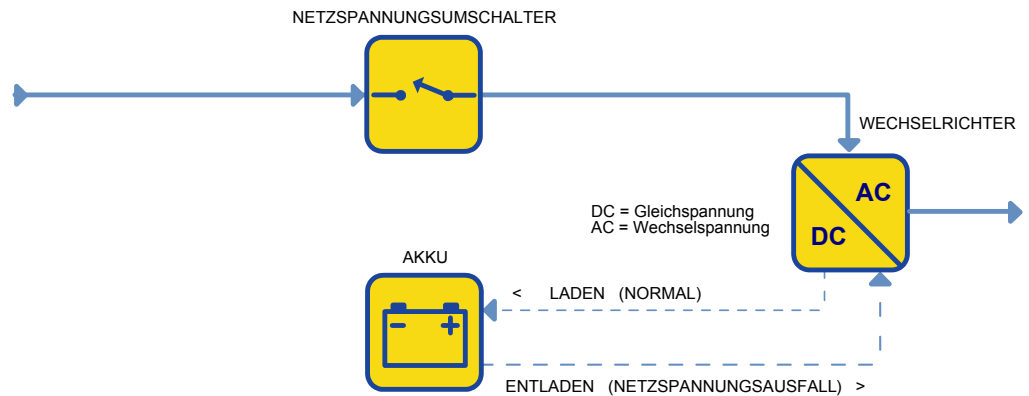 NETZSPANNUNGSUMSCHALTER
WECHSELRICHTER
AC
DC
DC = Gleichspannung
AC = Wechselspannung
AKKU
< LADEN (NORMAL)
ENTLADEN (NETZSPANNUNGSAUSFALL) >